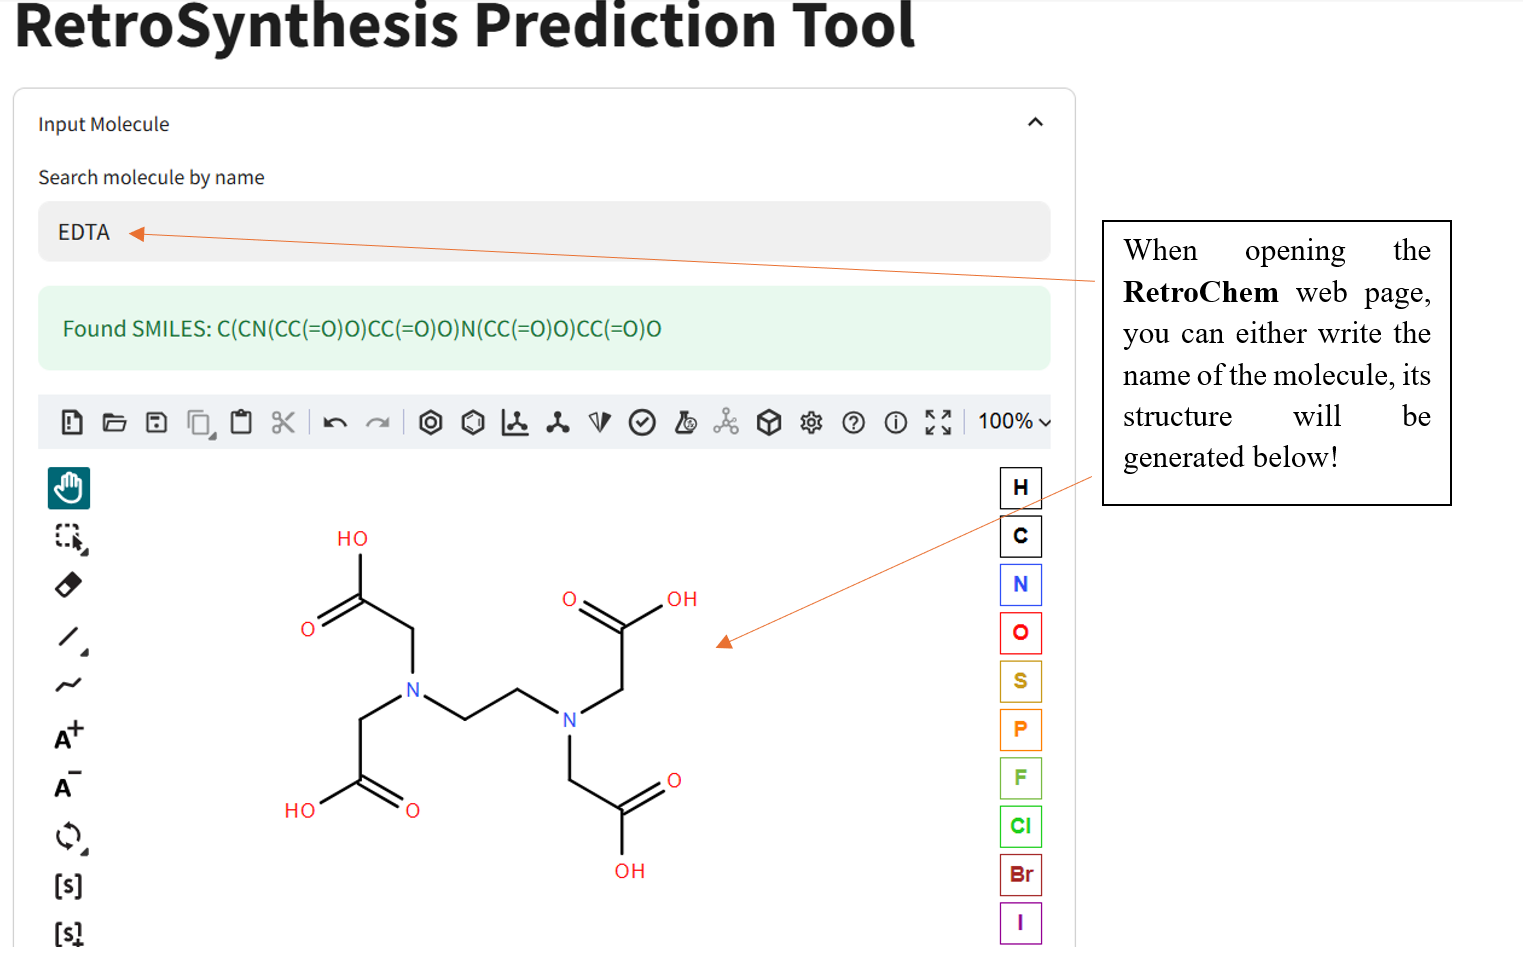 RetroSynthesis Prediction Tool
Input Molecule
Search molecule by name
EDTA
Found SMILES: C(CN(CC(=O)O)CC(=O)O)N(CC(=O)O)CC(=O)O
100%
When opening the
RetroChem web page,
you can either write the
name of the molecule, its
structure will be
generated below!
H
C
N
O
S
P
F
Cl
Br
I
A+
A-
[s]
[s]
HO
O
O
OH
N
N
HO
O
O
OH